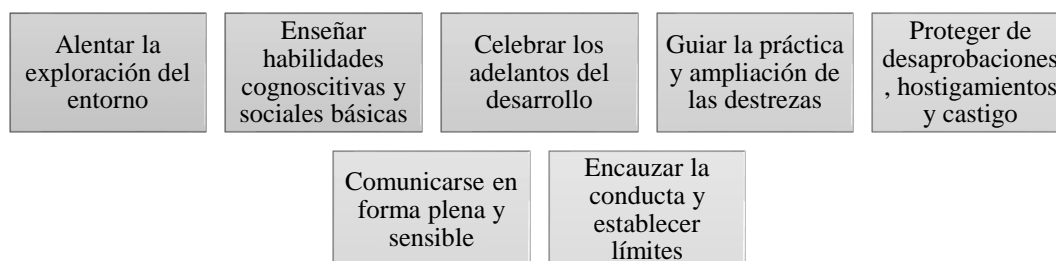 Alentar la
exploración del
entorno
Enseñar
habilidades
cognoscitivas y
sociales básicas
Celebrar los
adelantos del
desarrollo
Guiar la práctica
y ampliación de
las destrezas
Proteger de
desaprobaciones
, hostigamientos
y castigo
Comunicarse en
forma plena y
sensible
Encauzar la
conducta y
establecer
límites